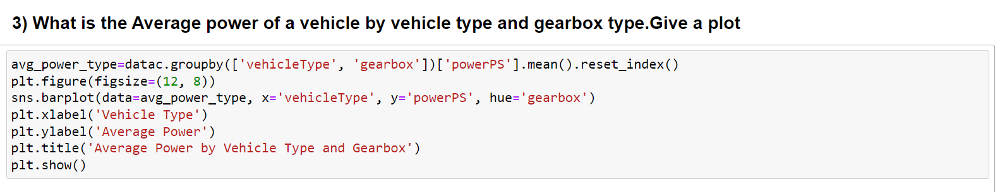 3) What is the Average power of a vehicle by vehicle type and gearbox type.Give a plot
avg_power_type=datac.groupby(['vehicleType', 'gearbox'])['powerPS'].mean().reset_index()
plt.figure(figsize=(12, 8))
sns.barplot(data=avg_power_type, x='vehicleType', y='powerPS', hue='gearbox')
plt.xlabel('Vehicle Type')
plt.ylabel('Average Power')
plt.title('Average Power by Vehicle Type and Gearbox')
plt.show()